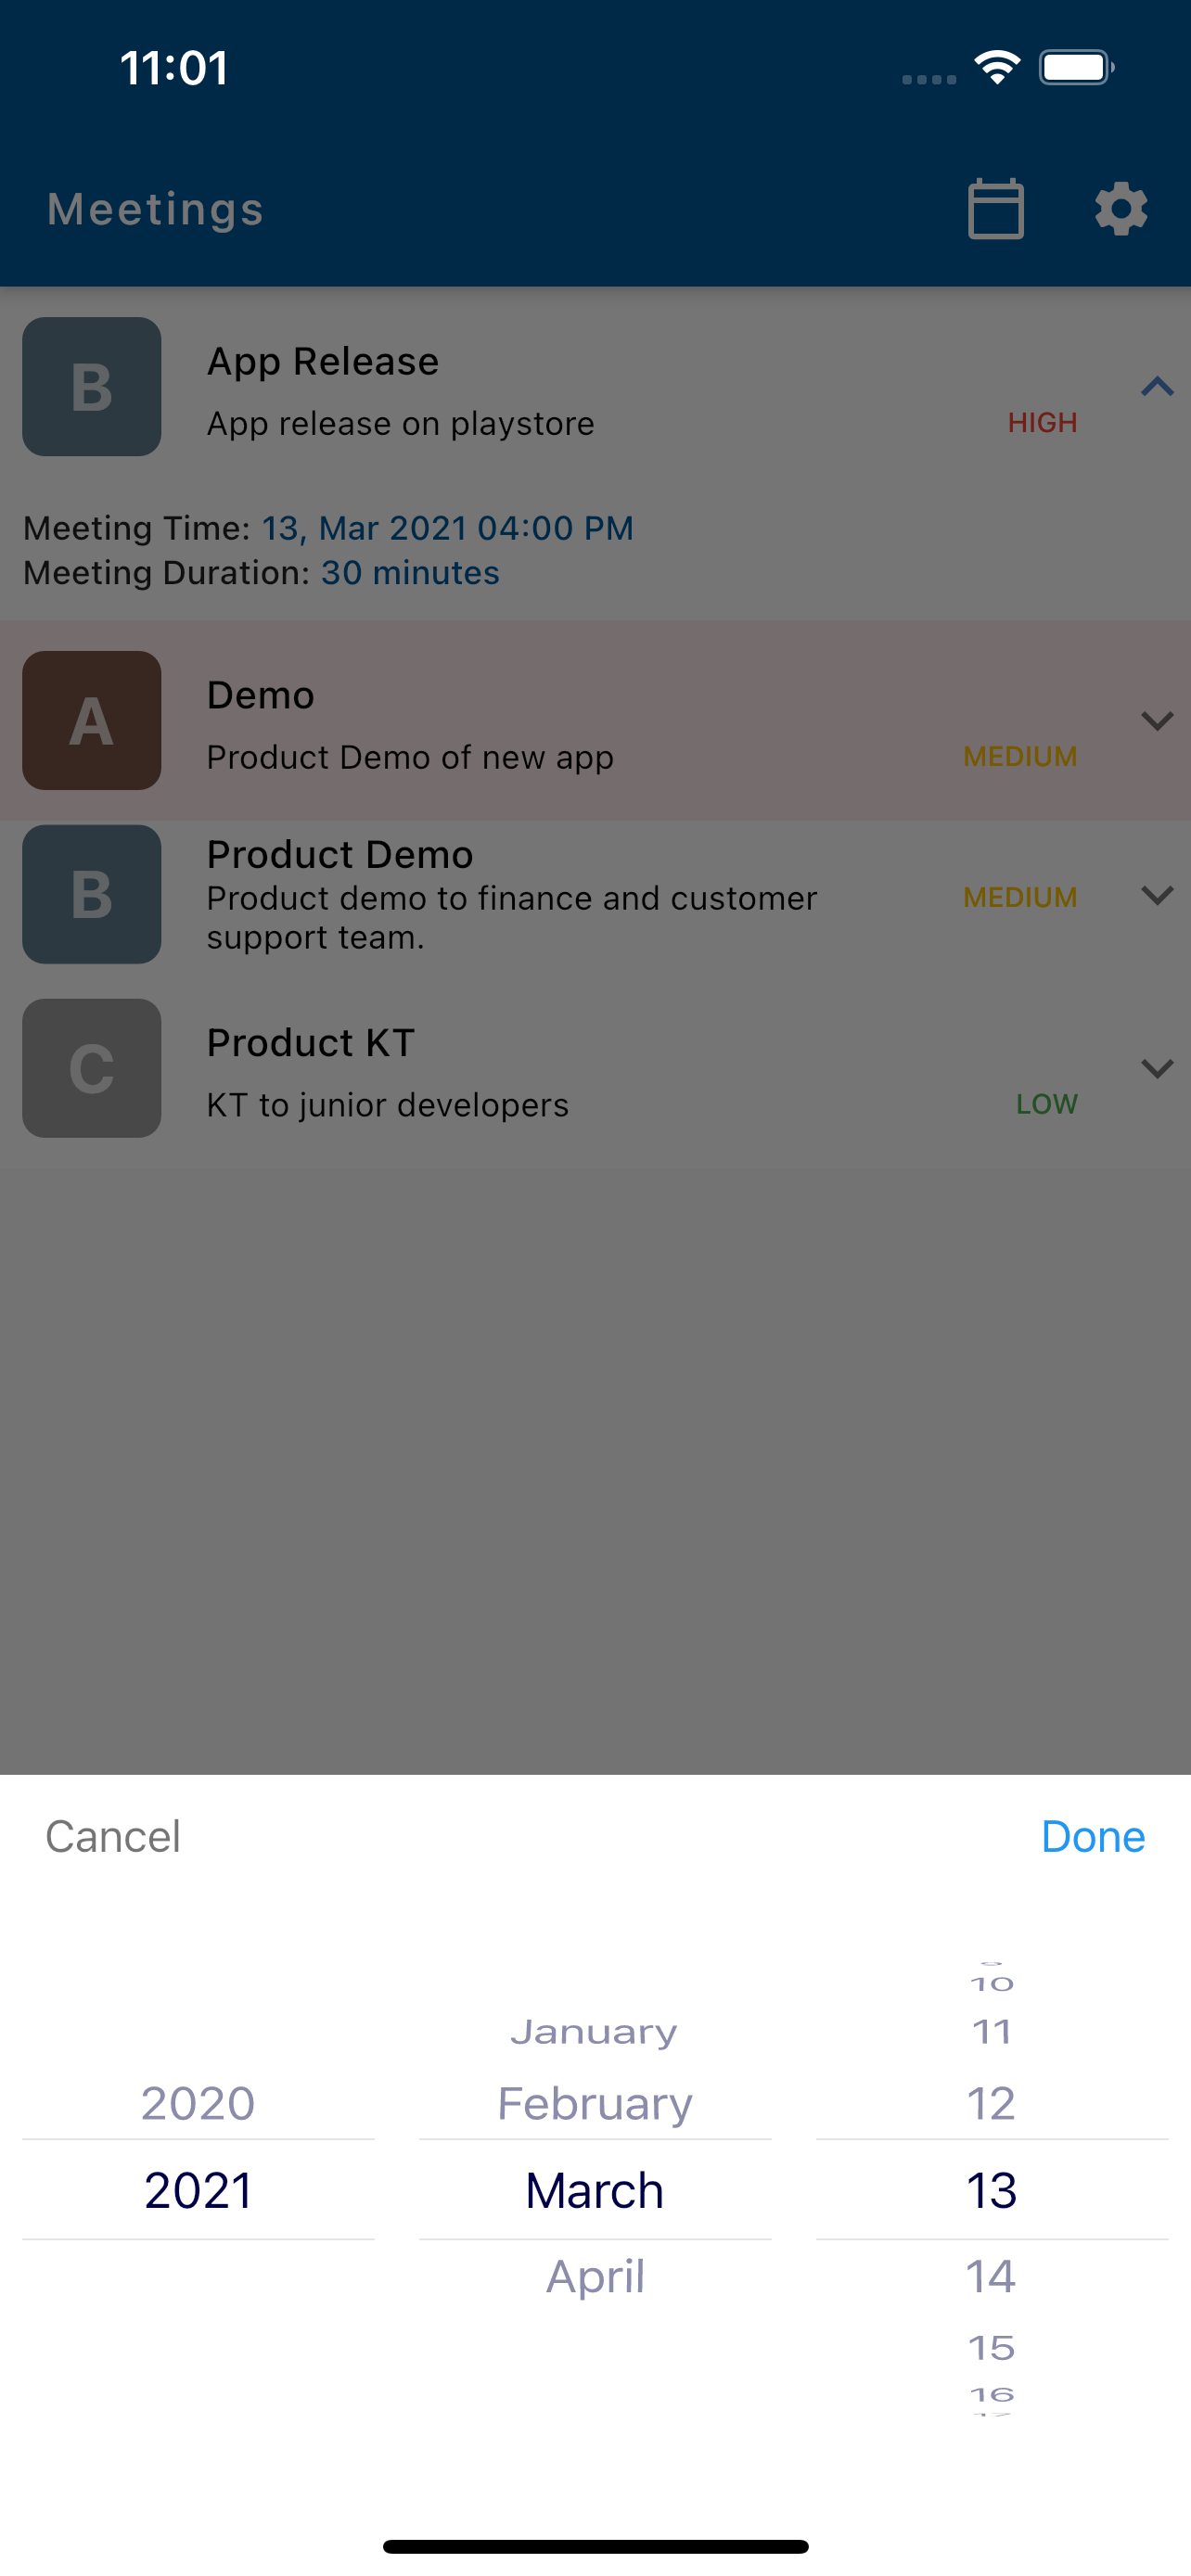 11:01
Meetings
B
App Release
App release on playstore
HIGH
Meeting Time: 13, Mar 2021 04:00 PM
Meeting Duration: 30 minutes
A
Demo
Product Demo of new app
MEDIUM
B
Product Demo
Product demo to finance and customer
support team.
MEDIUM
C
Product KT
KT to junior developers
LOW
Cancel
Done
10
January
11
2020
February
12
2021
March
13
April
14
15
16